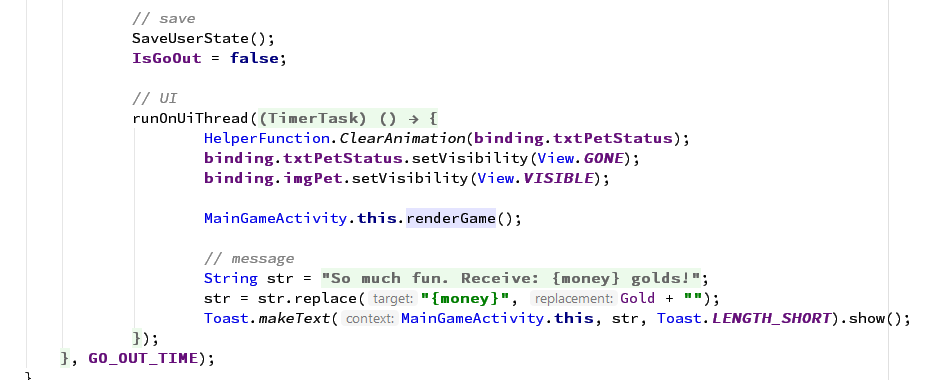 // save
SaveUserState();
IsGoOut = false;
// UI
runOnUiThread((TimerTask) () → {
HelperFunction.ClearAnimation(binding.txtPetStatus);
binding.txtPetStatus.setVisibility(View.GONE);
binding.imgPet.setVisibility(View.VISIBLE);
MainGameActivity.this.renderGame();
// message
String str = "So much fun. Receive: {money} golds!";
str = str.replace( target: "{money}", replacement: Gold + "");
Toast.makeText( context: MainGameActivity.this, str, Toast.LENGTH_SHORT).show();
});
}, GO_OUT_TIME);
}